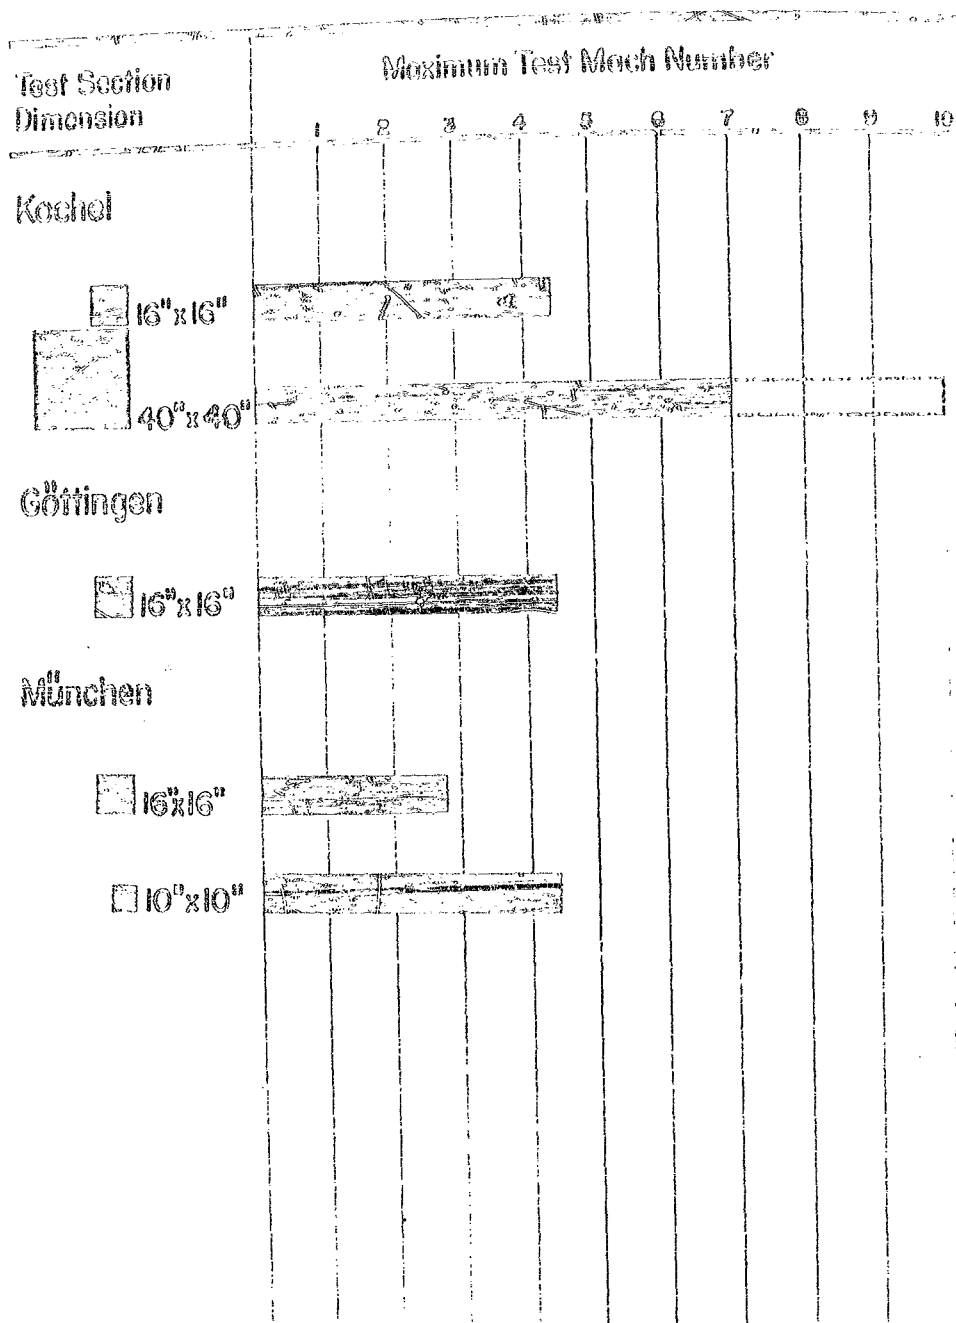 Test Section
Dimension
Maximum Test Mach Number
1 2 3 4 5 6 7 8 9 10
Kochel
16"x16"
40"x40"
Göttingen
16"x16"
München
16"x16"
10"x10"